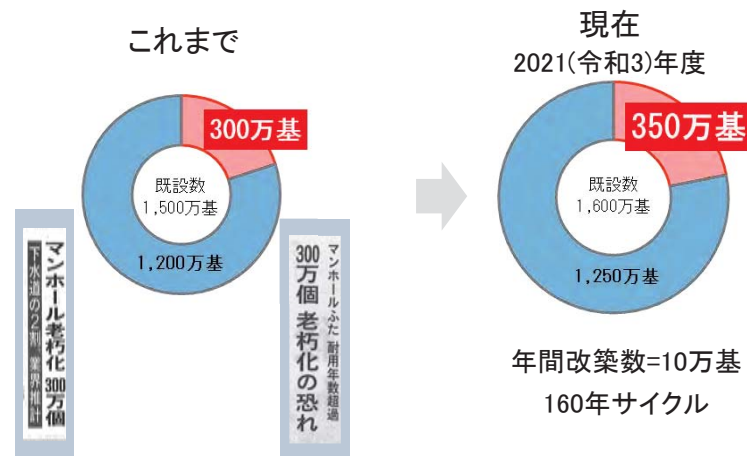 これまで
300万基
既設数
1,500万基
1,200万基
マンホール老朽化 300万個
下水道の2割 業界推計
マンホールふた 耐用年数超過
300万個 老朽化の恐れ
現在
2021(令和3)年度
350万基
既設数
1,600万基
1,250万基
年間改築数=10万基
160年サイクル